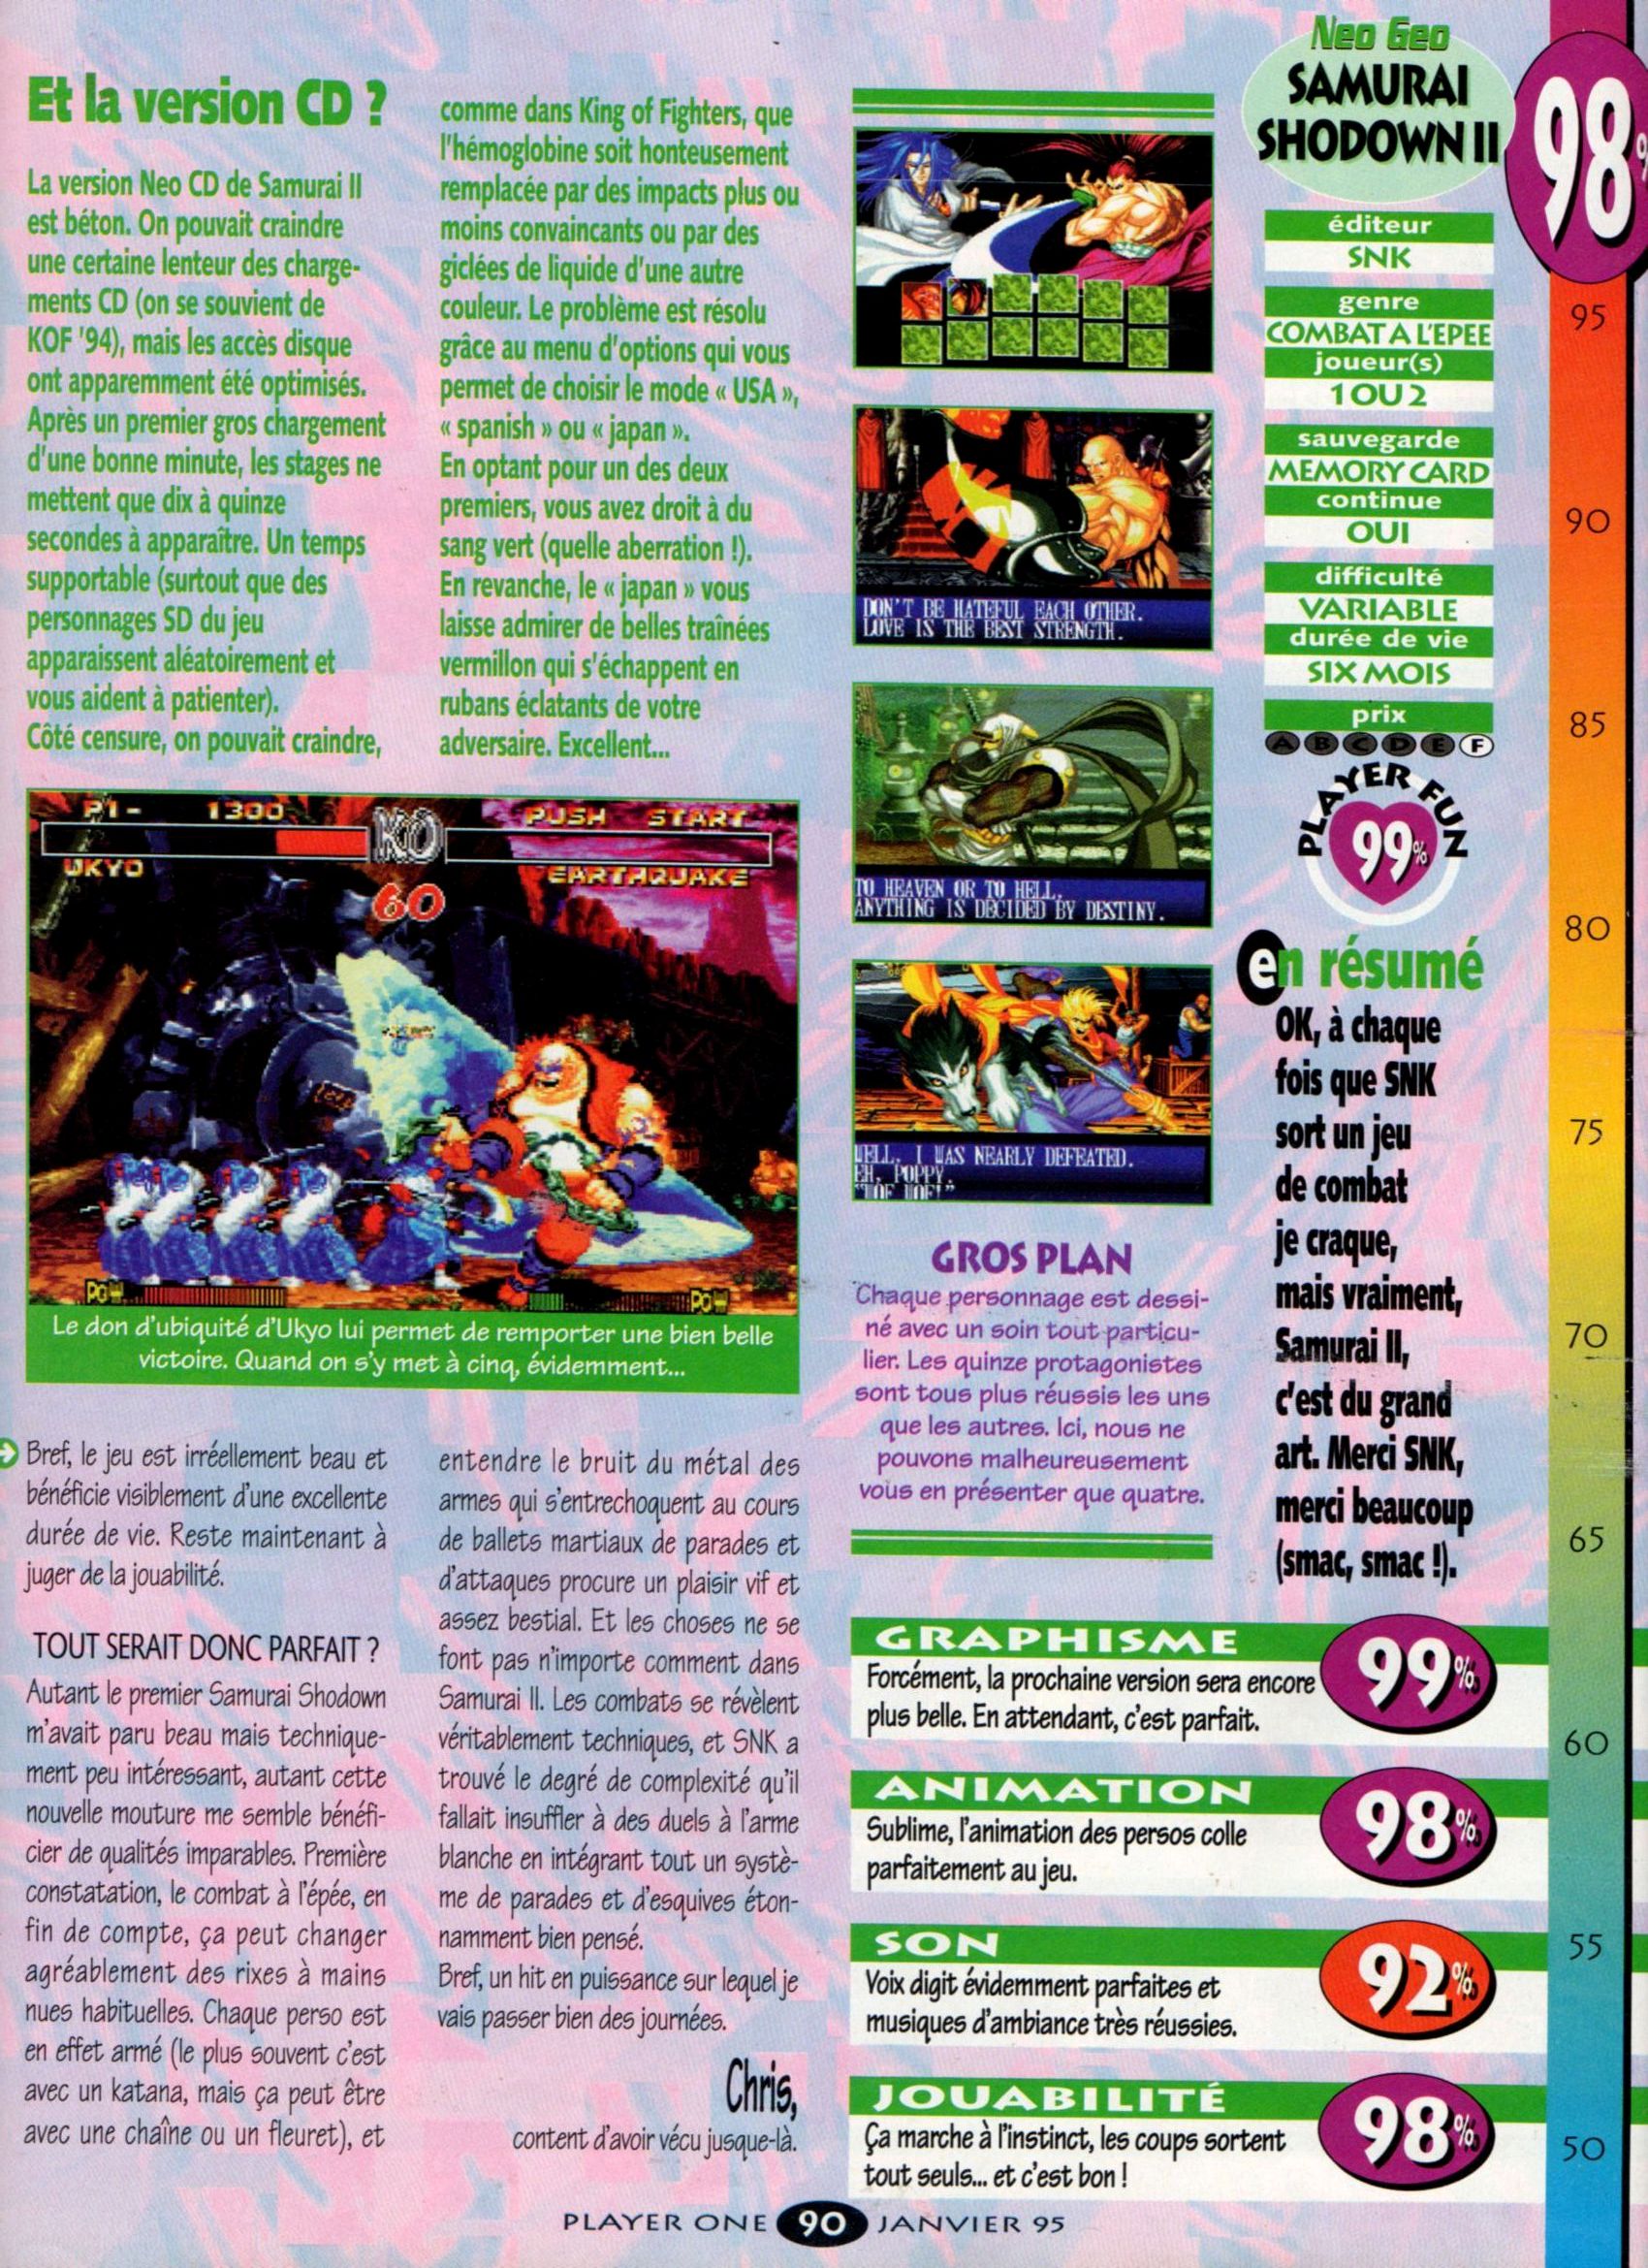 Et la version CD ?
La version Neo CD de Samurai II
est béton. On pouvait craindre
une certaine lenteur des charge-
ments CD (on se souvient de
KOF '94), mais les accès disque
ont apparemment été optimisés.
Après un premier gros chargement
d'une bonne minute, les stages ne
mettent que dix à quinze
secondes à apparaître. Un temps
supportable (surtout que des
personnages SD du jeu
apparaissent aléatoirement et
vous aident à patienter).
Côté censure, on pouvait craindre,
comme dans King of Fighters, que
l'hémoglobine soit honteusement
remplacée par des impacts plus ou
moins convaincants ou par des
giclées de liquide d'une autre
couleur. Le problème est résolu
grâce au menu d'options qui vous
permet de choisir le mode « USA »,
« spanish » ou « japan ».
En optant pour un des deux
premiers, vous avez droit à du
sang vert (quelle aberration !).
En revanche, le « japan » vous
laisse admirer de belles traînées
vermillon qui s'échappent en
rubans éclatants de votre
adversaire. Excellent...
P1- 1300 PUSH START
KO
UKYO EARTHQUAKE
60
POW POW
Le don d'ubiquité d'Ukyo lui permet de remporter une bien belle
victoire. Quand on s'y met à cinq, évidemment...
Bref, le jeu est irréellement beau et
bénéficie visiblement d'une excellente
durée de vie. Reste maintenant à
juger de la jouabilité.
TOUT SERAIT DONC PARFAIT ?
Autant le premier Samurai Shodown
m'avait paru beau mais technique-
ment peu intéressant, autant cette
nouvelle mouture me semble bénéfi-
cier de qualités imparables. Première
constatation, le combat à l'épée, en
fin de compte, ça peut changer
agréablement des rixes à mains
nues habituelles. Chaque perso est
en effet armé (le plus souvent c'est
avec un katana, mais ça peut être
avec une chaîne ou un fleuret), et
entendre le bruit du métal des
armes qui s'entrechoquent au cours
de ballets martiaux de parades et
d'attaques procure un plaisir vif et
assez bestial. Et les choses ne se
font pas n'importe comment dans
Samurai II. Les combats se révèlent
véritablement techniques, et SNK a
trouvé le degré de complexité qu'il
fallait insuffler à des duels à l'arme
blanche en intégrant tout un systè-
me de parades et d'esquives éton-
namment bien pensé.
Bref, un hit en puissance sur lequel je
vais passer bien des journées.
Chris,
content d'avoir vécu jusque-là.
DON'T BE HATEFUL EACH OTHER.
LOVE IS THE BEST STRENGTH.
TO HEAVEN OR TO HELL,
ANYTHING IS DECIDED BY DESTINY.
WELL, I WAS NEARLY DEFEATED.
EH, POPPY.
"WOF WOF!"
GROS PLAN
Chaque personnage est dessi-
né avec un soin tout particu-
lier. Les quinze protagonistes
sont tous plus réussis les uns
que les autres. Ici, nous ne
pouvons malheureusement
vous en présenter que quatre.
Neo Geo
SAMURAI
SHODOWN II
98%
éditeur
SNK
genre
COMBAT A L'EPEE
joueur(s)
1 OU 2
sauvegarde
MEMORY CARD
continue
OUI
difficulté
VARIABLE
durée de vie
SIX MOIS
prix
A B C D E F
PLAYER FUN
99%
en résumé
OK, à chaque
fois que SNK
sort un jeu
de combat
je craque,
mais vraiment,
Samurai II,
c'est du grand
art. Merci SNK,
merci beaucoup
(smac, smac !).
GRAPHISME
Forcément, la prochaine version sera encore
plus belle. En attendant, c'est parfait.
99%
ANIMATION
Sublime, l'animation des persos colle
parfaitement au jeu.
98%
SON
Voix digit évidemment parfaites et
musiques d'ambiance très réussies.
92%
JOUABILITÉ
Ça marche à l'instinct, les coups sortent
tout seuls... et c'est bon !
98%
95
90
85
80
75
70
65
60
55
50
PLAYER ONE 90 JANVIER 95